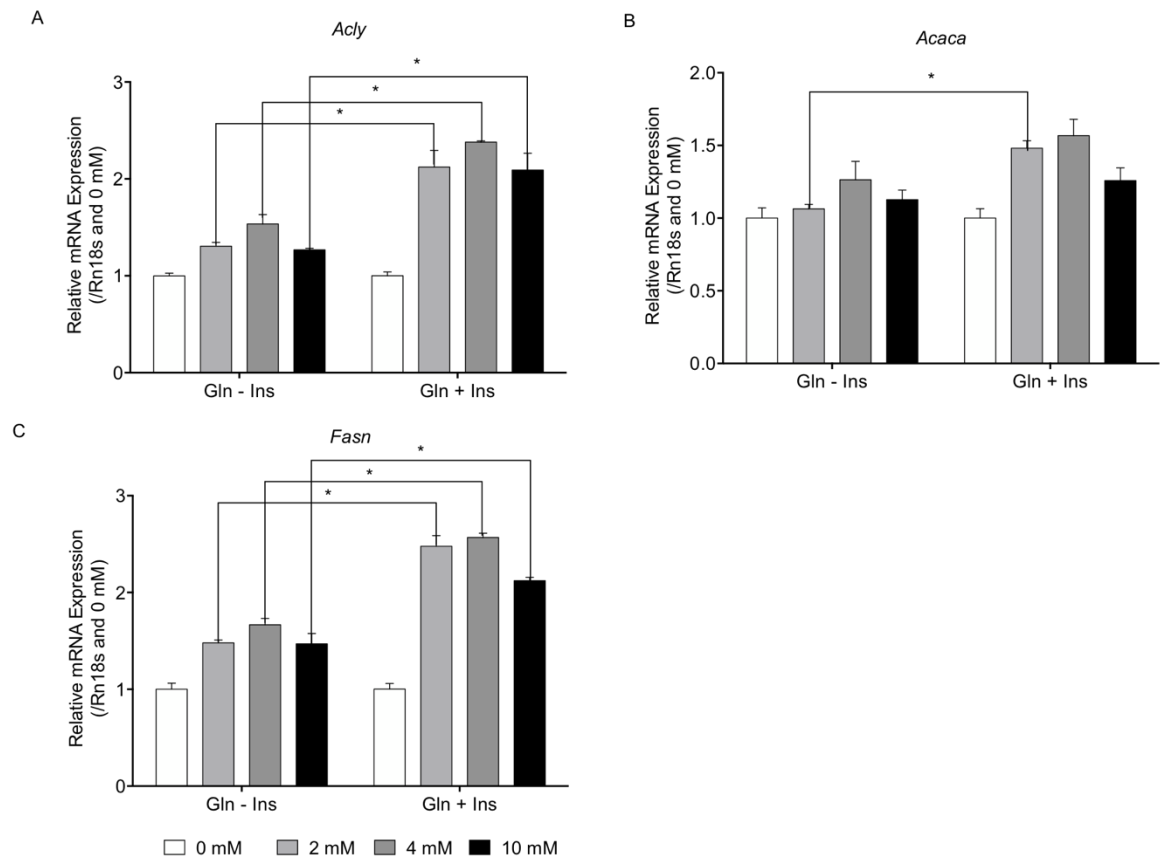 A
Acly
Relative mRNA Expression
(/Rn18s and 0 mM)
3
2
1
0
*
*
*
Gln - Ins
Gln + Ins
B
Acaca
Relative mRNA Expression
(/Rn18s and 0 mM)
2.0
1.5
1.0
0.5
0.0
*
Gln - Ins
Gln + Ins
C
Fasn
Relative mRNA Expression
(/Rn18s and 0 mM)
3
2
1
0
*
*
*
Gln - Ins
Gln + Ins
0 mM 2 mM 4 mM 10 mM